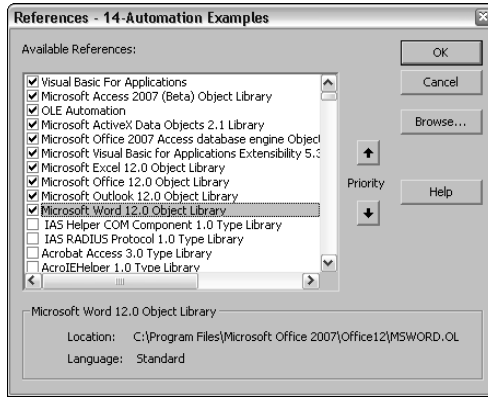 References - 14-Automation Examples
Available References:
Visual Basic For Applications
Microsoft Access 2007 (Beta) Object Library
OLE Automation
Microsoft ActiveX Data Objects 2.1 Library
Microsoft Office 2007 Access database engine Object
Microsoft Visual Basic for Applications Extensibility 5.3
Microsoft Excel 12.0 Object Library
Microsoft Office 12.0 Object Library
Microsoft Outlook 12.0 Object Library
Microsoft Word 12.0 Object Library
IAS Helper COM Component 1.0 Type Library
IAS RADIUS Protocol 1.0 Type Library
Acrobat Access 3.0 Type Library
AcroIEHelper 1.0 Type Library
Priority
OK
Cancel
Browse...
Help
Microsoft Word 12.0 Object Library
Location: C:\Program Files\Microsoft Office 2007\Office12\MSWORD.OL
Language: Standard